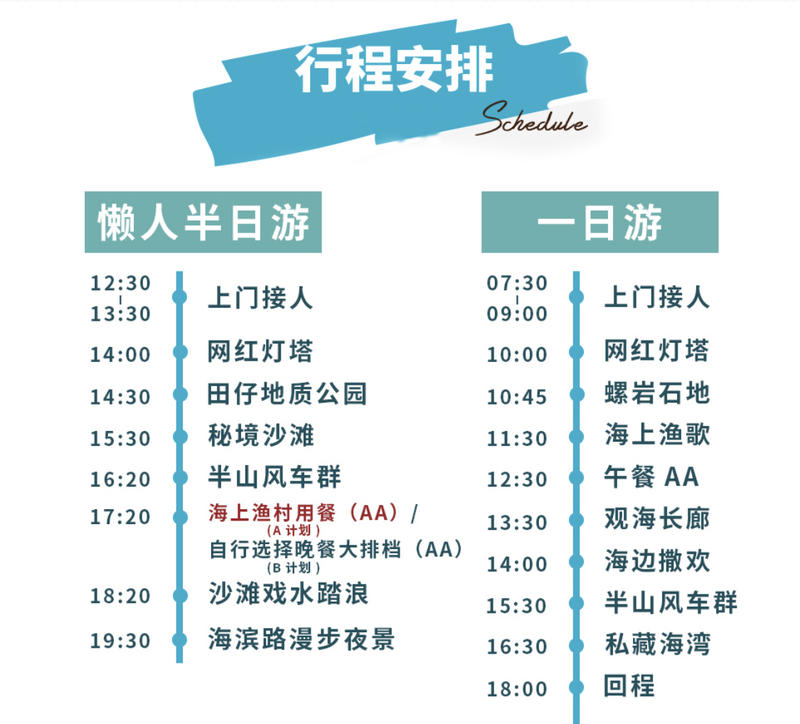 行程安排
Schedule
懒人半日游
12:30
|
13:30
上门接人
14:00 网红灯塔
14:30 田仔地质公园
15:30 秘境沙滩
16:20 半山风车群
17:20 海上渔村用餐（AA）/
(A 计划)
自行选择晚餐大排档（AA）
(B 计划)
18:20 沙滩戏水踏浪
19:30 海滨路漫步夜景
一日游
07:30
|
09:00
上门接人
10:00 网红灯塔
10:45 螺岩石地
11:30 海上渔歌
12:30 午餐 AA
13:30 观海长廊
14:00 海边撒欢
15:30 半山风车群
16:30 私藏海湾
18:00 回程